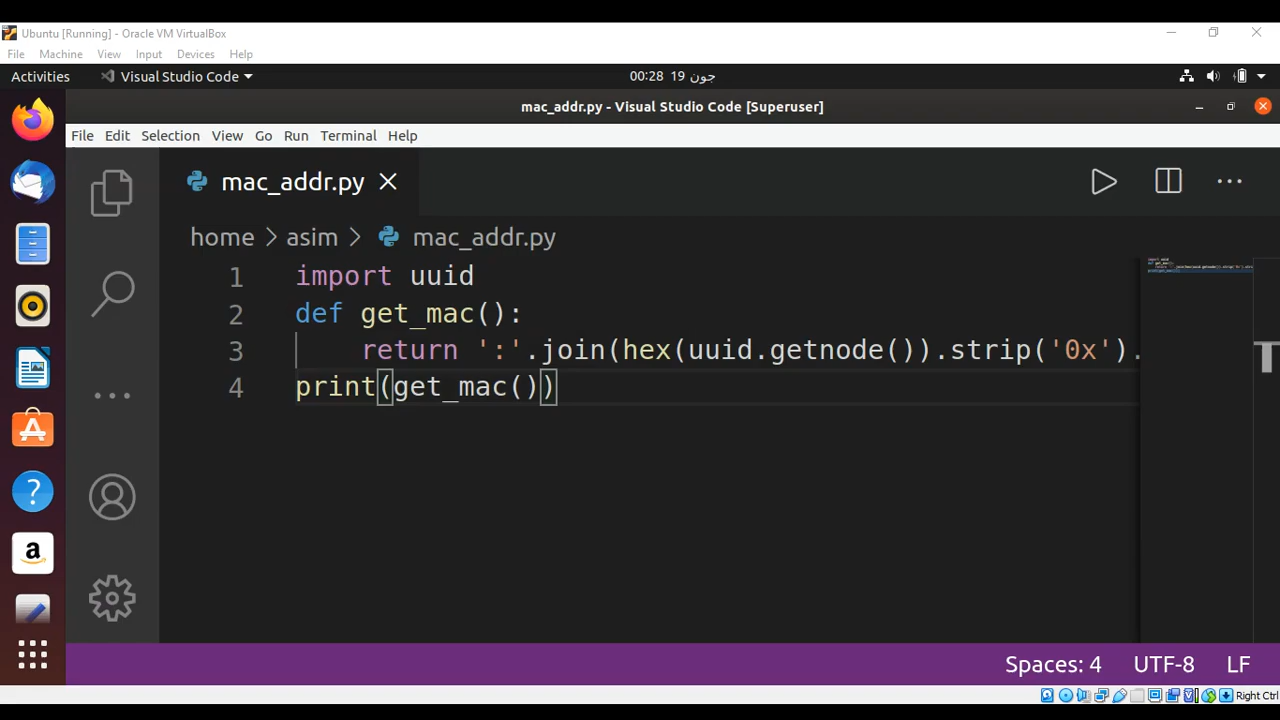 Ubuntu [Running] - Oracle VM VirtualBox
File Machine View Input Devices Help
Activities Visual Studio Code 00:28 19 جون
mac_addr.py - Visual Studio Code [Superuser]
File Edit Selection View Go Run Terminal Help
mac_addr.py
home > asim > mac_addr.py
1 import uuid
2 def get_mac():
3 return ':'.join(hex(uuid.getnode()).strip('0x').
4 print(get_mac())
Spaces: 4 UTF-8 LF
Right Ctrl